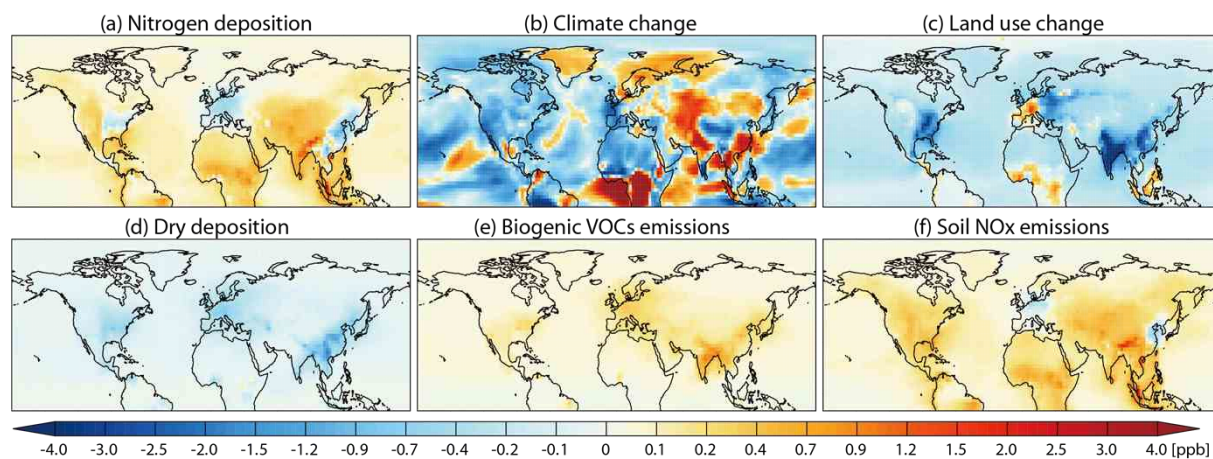 (a) Nitrogen deposition
(b) Climate change
(c) Land use change
(d) Dry deposition
(e) Biogenic VOCs emissions
(f) Soil NOx emissions
-4.0 -3.0 -2.5 -2.0 -1.5 -1.2 -0.9 -0.7 -0.4 -0.2 -0.1 0 0.1 0.2 0.4 0.7 0.9 1.2 1.5 2.0 2.5 3.0 4.0 [ppb]